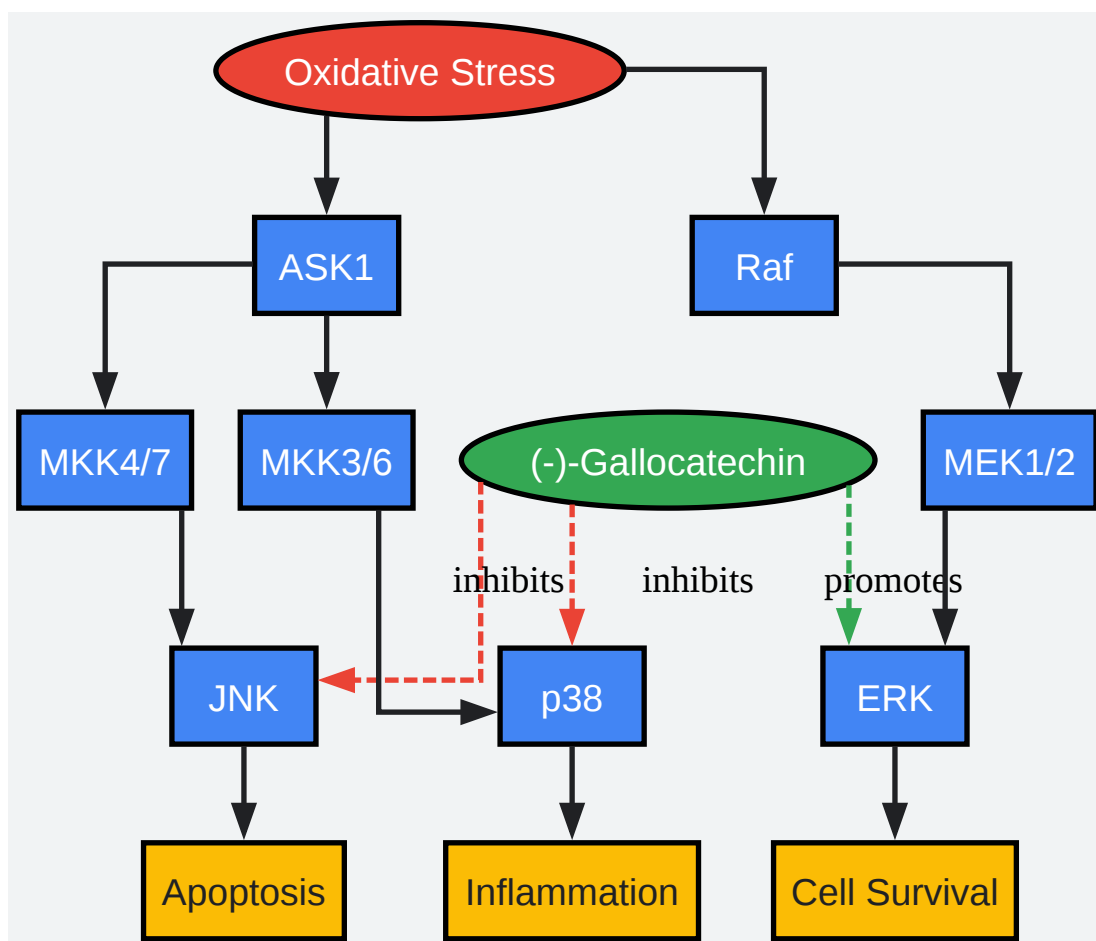 Oxidative Stress
ASK1
Raf
MKK4/7
MKK3/6
(-)-Gallocatechin
MEK1/2
inhibits
inhibits
promotes
JNK
p38
ERK
Apoptosis
Inflammation
Cell Survival